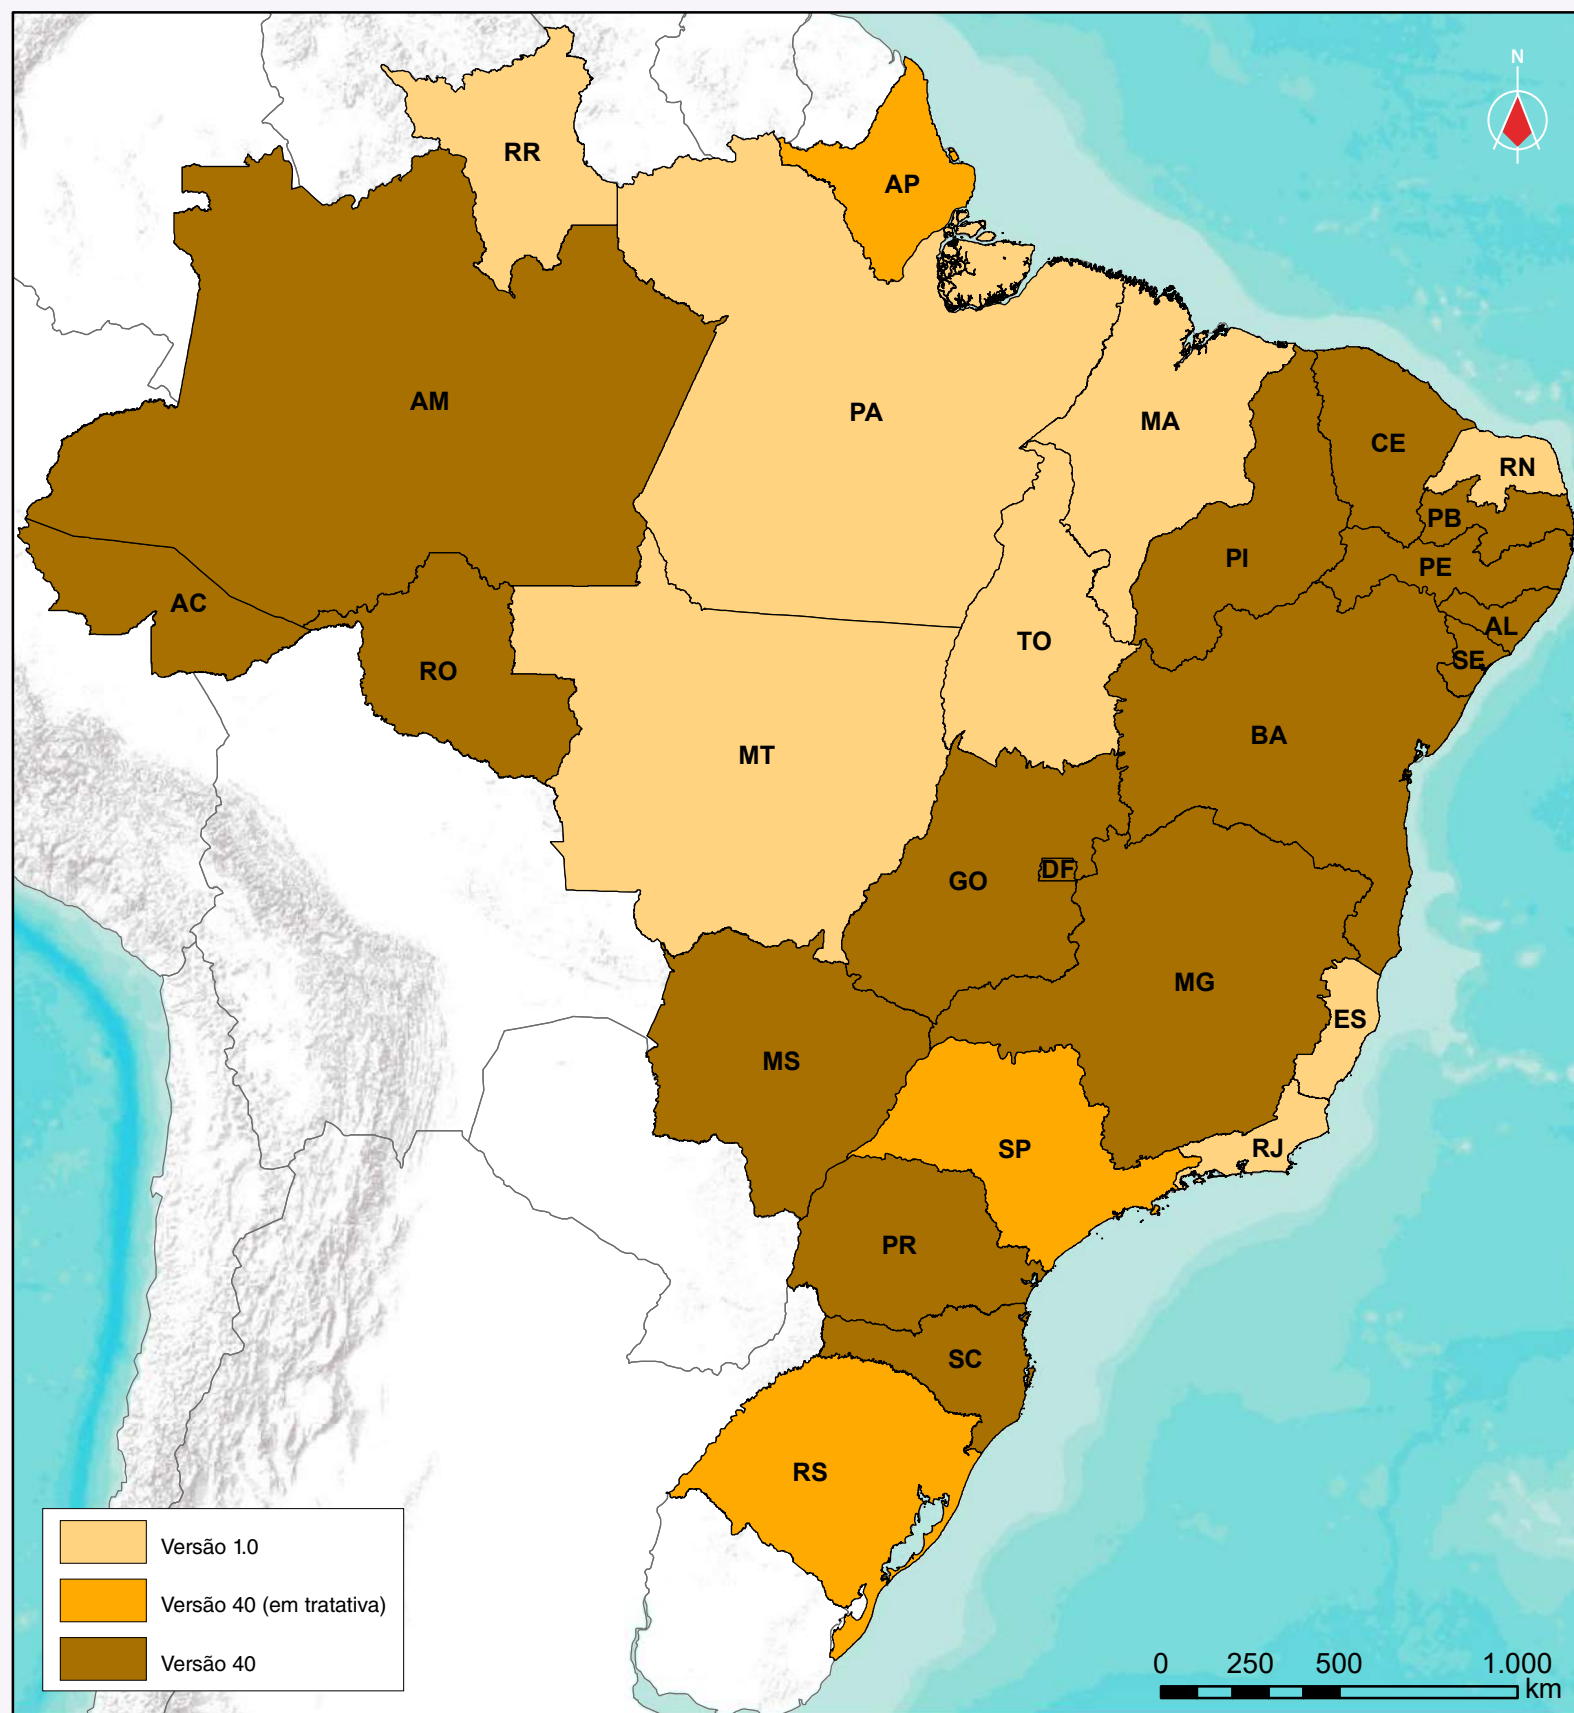 N
RR
AP
AM
PA
MA
CE
RN
PB
PI
PE
AC
AL
TO
SE
RO
BA
MT
DF
GO
MG
ES
MS
SP
RJ
PR
SC
RS
Versão 1.0
Versão 40 (em tratativa)
Versão 40
0 250 500 1.000
km